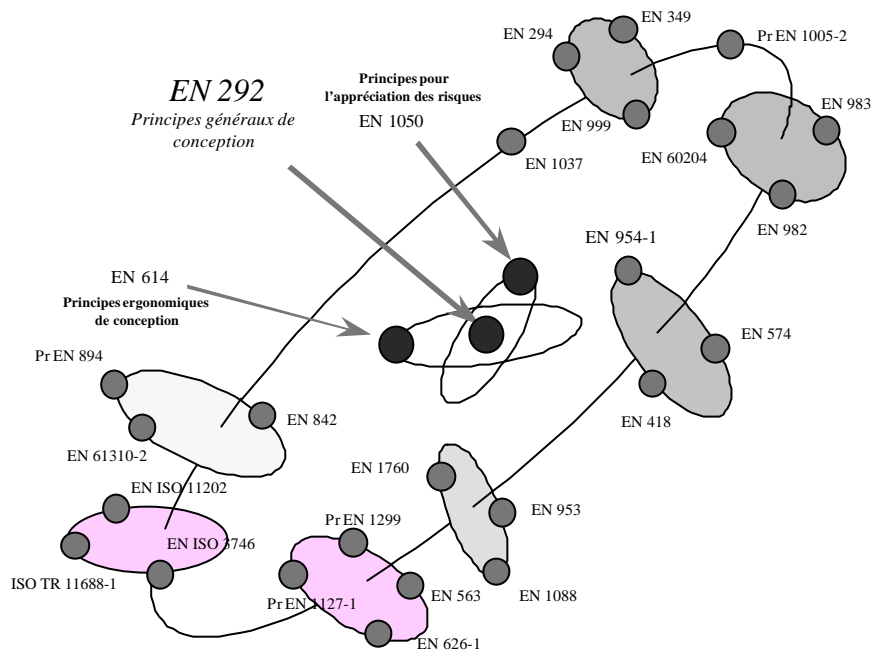 EN 349
EN 294
Pr EN 1005-2
Principes pour
l'appréciation des risques
EN 1050
EN 292
Principes généraux de
conception
EN 983
EN 999
EN 60204
EN 1037
EN 982
EN 954-1
EN 614
Principes ergonomiques
de conception
EN 574
Pr EN 894
EN 842
EN 418
EN 61310-2
EN 1760
EN ISO 11202
EN 953
Pr EN 1299
EN ISO 3746
ISO TR 11688-1
EN 563
EN 1088
Pr EN 1127-1
EN 626-1